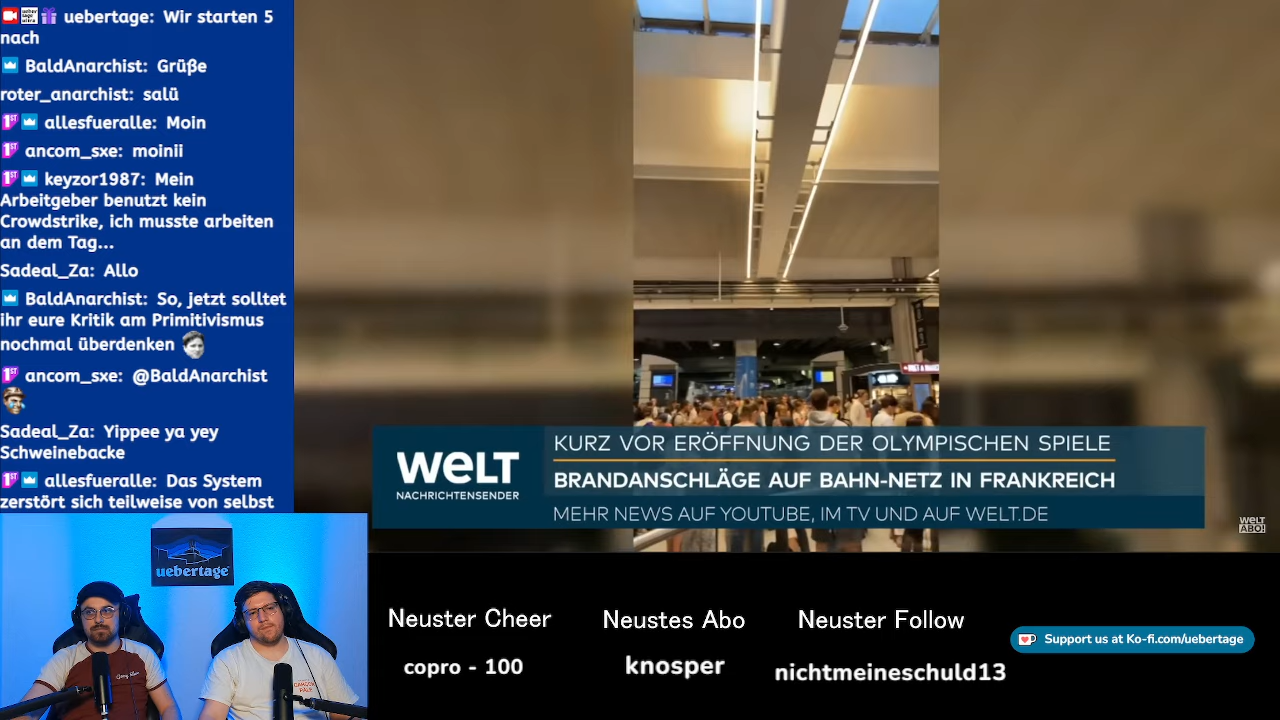 uebertage: Wir starten 5
nach
BaldAnarchist: Grüße
roter_anarchist: salü
allesfueralle: Moin
ancom_sxe: moinii
keyzor1987: Mein
Arbeitgeber benutzt kein
Crowdstrike, ich musste arbeiten
an dem Tag...
Sadeal_Za: Allo
BaldAnarchist: So, jetzt solltet
ihr eure Kritik am Primitivismus
nochmal überdenken
ancom_sxe: @BaldAnarchist
Sadeal_Za: Yippee ya yey
Schweinebacke
allesfueralle: Das System
zerstört sich teilweise von selbst
WELT
NACHRICHTENSENDER
KURZ VOR ERÖFFNUNG DER OLYMPISCHEN SPIELE
BRANDANSCHLÄGE AUF BAHN-NETZ IN FRANKREICH
MEHR NEWS AUF YOUTUBE, IM TV UND AUF WELT.DE
WELT
ABO!
uebertage
Neuster Cheer
copro - 100
Neustes Abo
knosper
Neuster Follow
nichtmeineschuld13
Support us at Ko-fi.com/uebertage